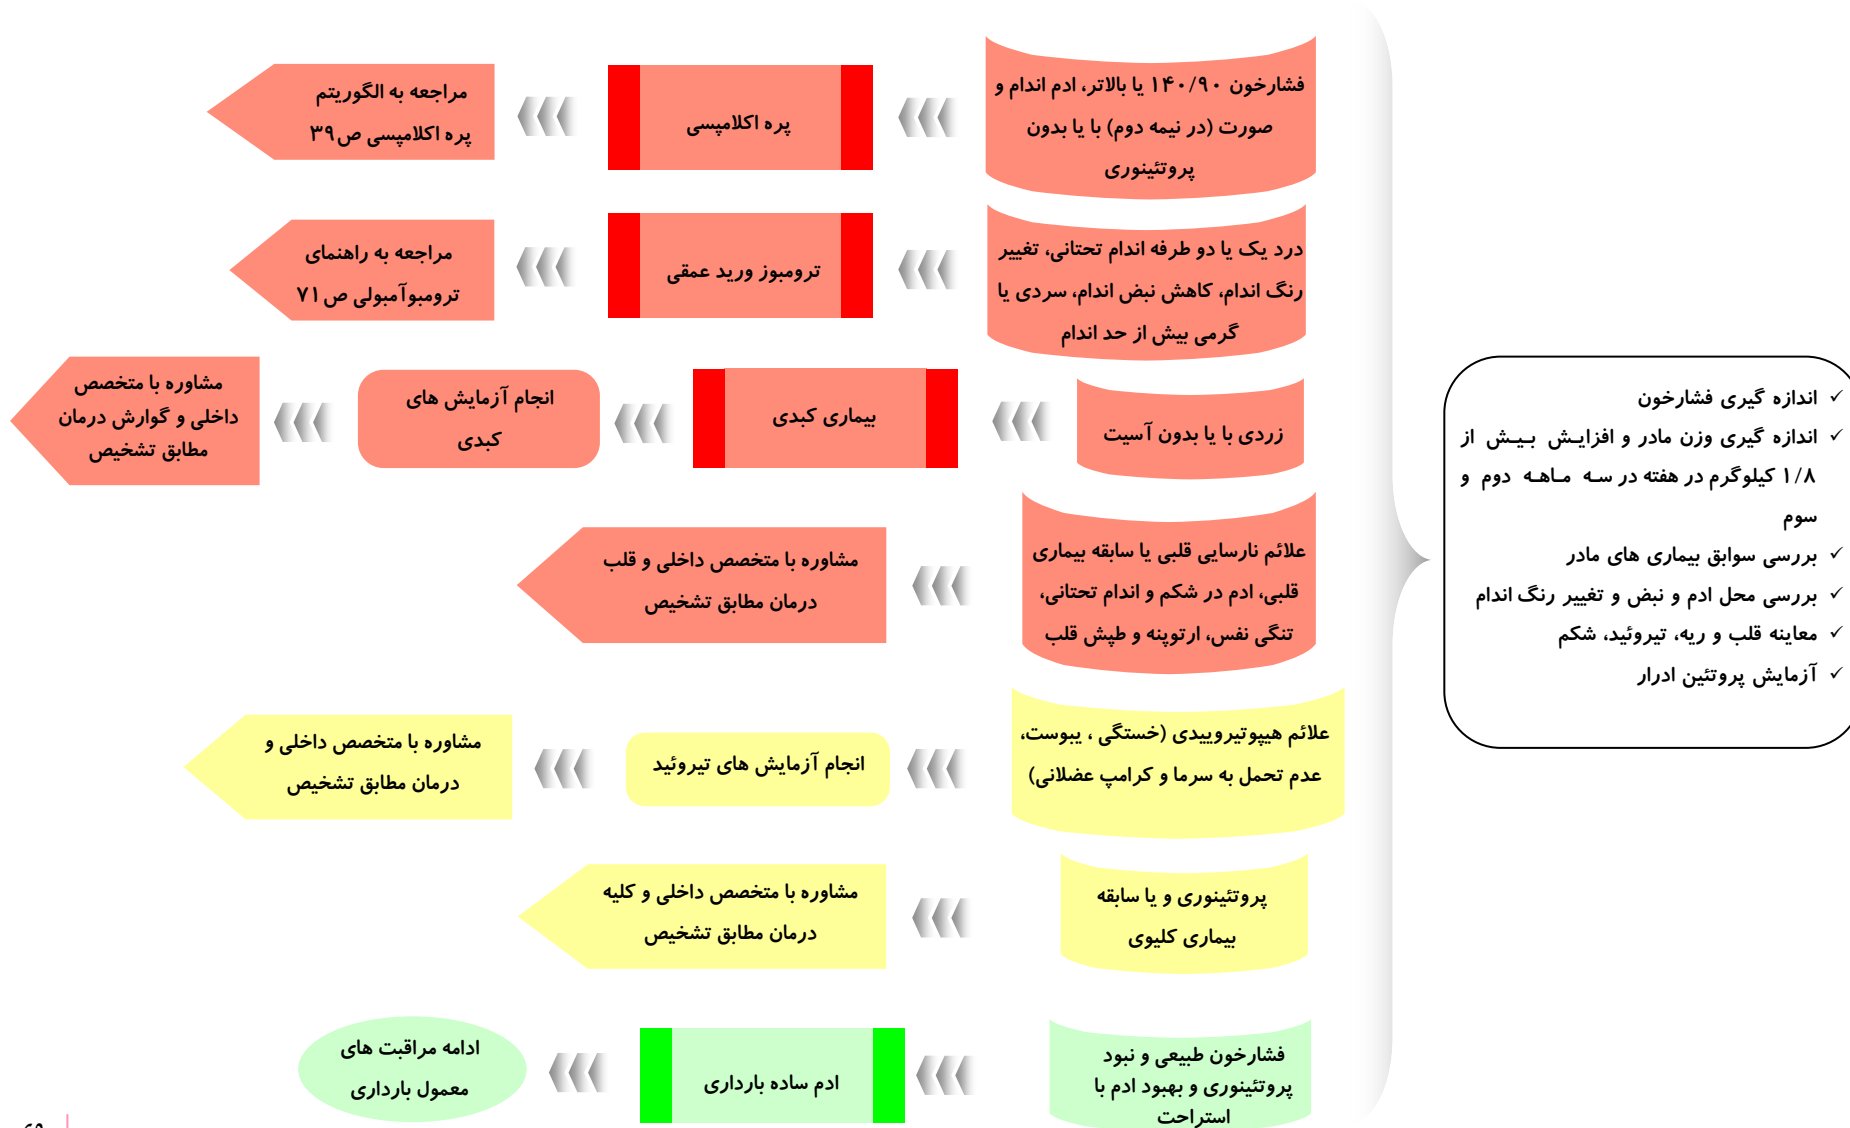 اندازه گیری فشارخون
اندازه گیری وزن مادر و افزایش بیش از
۱/۸ کیلوگرم در هفته در سه ماهه دوم و
سوم
بررسی سوابق بیماری های مادر
بررسی محل ادم و نبض و تغییر رنگ اندام
معاینه قلب و ریه، تیروئید، شکم
آزمایش پروتئین ادرار
فشارخون ۱۴۰/۹۰ یا بالاتر، ادم اندام و
صورت (در نیمه دوم) با یا بدون
پروتئینوری
پره اکلامپسی
مراجعه به الگوریتم
پره اکلامپسی ص۳۹
درد یک یا دو طرفه اندام تحتانی، تغییر
رنگ اندام، کاهش نبض اندام، سردی یا
گرمی بیش از حد اندام
ترومبوز ورید عمقی
مراجعه به راهنمای
ترومبوآمبولی ص۷۱
زردی با یا بدون آسیت
بیماری کبدی
انجام آزمایش های
کبدی
مشاوره با متخصص
داخلی و گوارش درمان
مطابق تشخیص
علائم نارسایی قلبی یا سابقه بیماری
قلبی، ادم در شکم و اندام تحتانی،
تنگی نفس، ارتوپنه و طپش قلب
مشاوره با متخصص داخلی و قلب
درمان مطابق تشخیص
علائم هیپوتیروییدی (خستگی ، یبوست،
عدم تحمل به سرما و کرامپ عضلانی)
انجام آزمایش های تیروئید
مشاوره با متخصص داخلی و
درمان مطابق تشخیص
پروتئینوری و یا سابقه
بیماری کلیوی
مشاوره با متخصص داخلی و کلیه
درمان مطابق تشخیص
فشارخون طبیعی و نبود
پروتئینوری و بهبود ادم با
استراحت
ادم ساده بارداری
ادامه مراقبت های
معمول بارداری